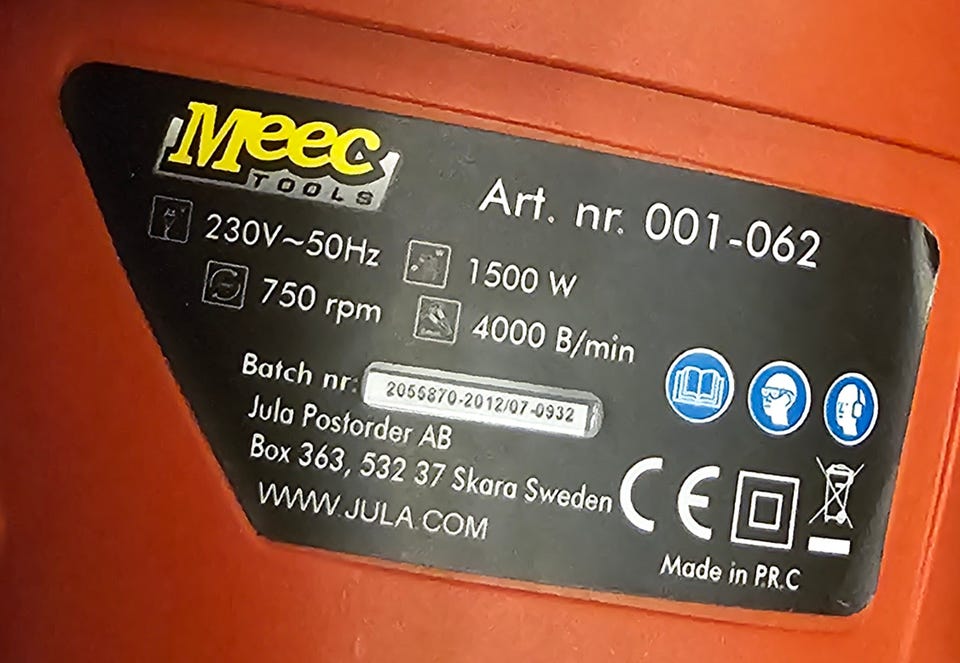 Meec
TOOLS
Art. nr. 001-062
230V~50Hz
1500 W
750 rpm
4000 B/min
Batch nr: 2055870-2012/07-0932
Jula Postorder AB
Box 363, 532 37 Skara Sweden
WWW.JULA.COM
CE
Made in P.R.C